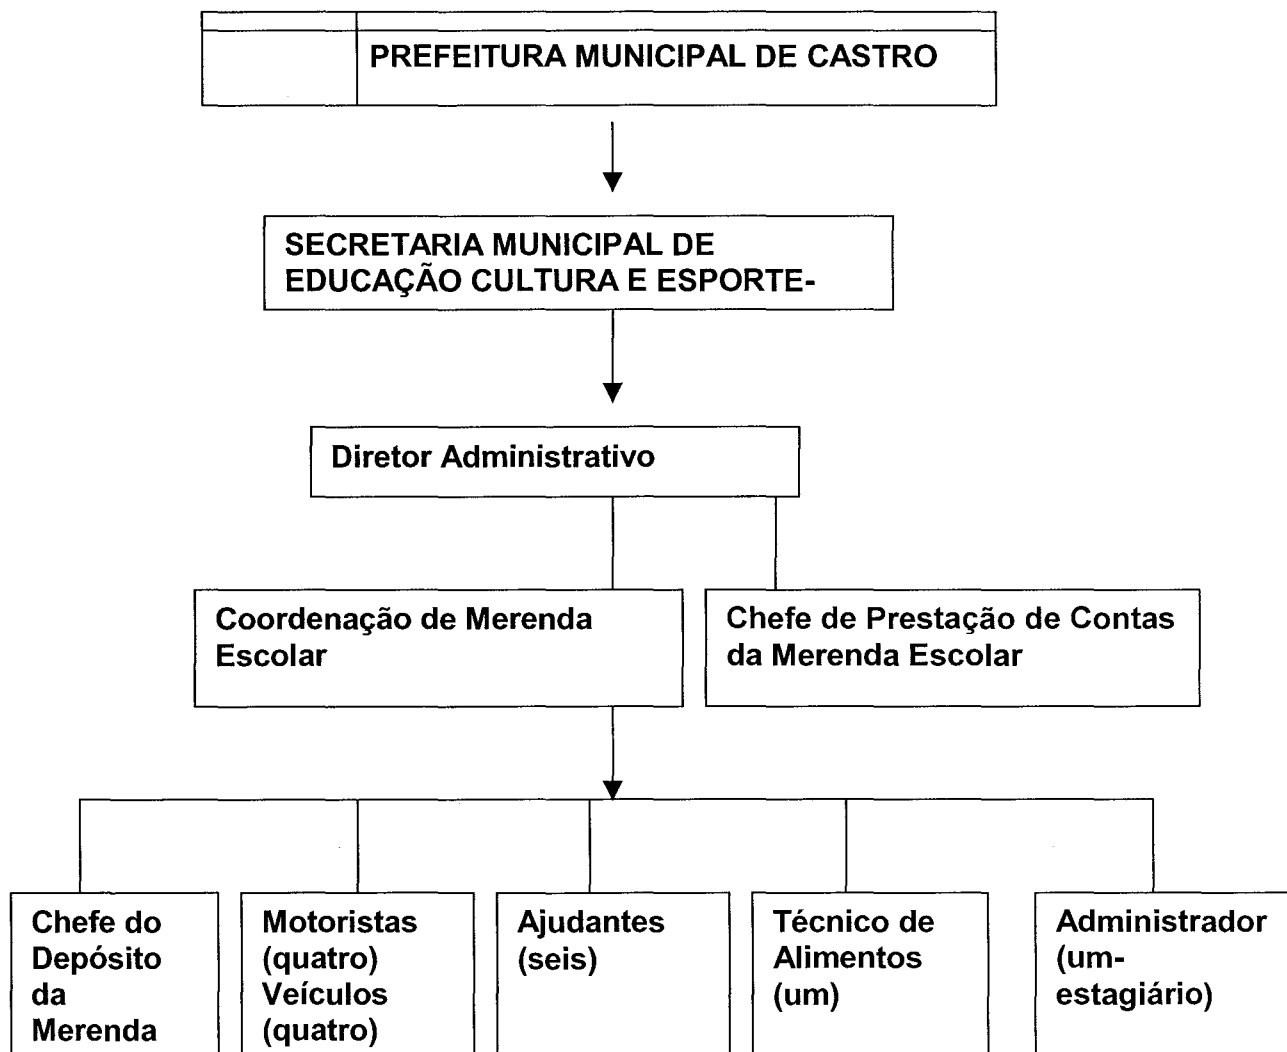 PREFEITURA MUNICIPAL DE CASTRO
SECRETARIA MUNICIPAL DE
EDUCAÇÃO CULTURA E ESPORTE-
Diretor Administrativo
Coordenação de Merenda
Escolar
Chefe de Prestação de Contas
da Merenda Escolar
Chefe do
Depósito
da
Merenda
Motoristas
(quatro)
Veículos
(quatro)
Ajudantes
(seis)
Técnico de
Alimentos
(um)
Administrador
(um-
estagiário)